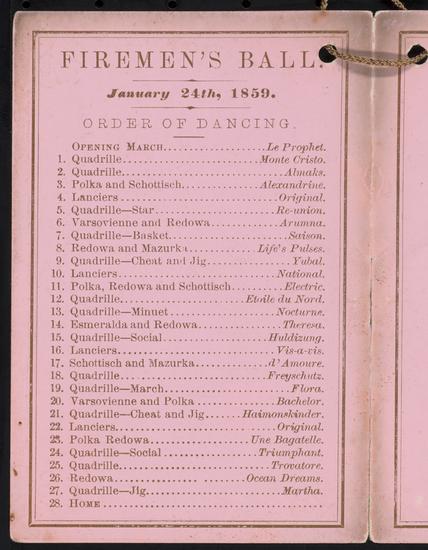 FIREMEN'S BALL.
January 24th, 1859.
ORDER OF DANCING.
OPENING MARCH....................Le Prophet.
1. Quadrille...........................Monte Cristo.
2. Quadrille................................Almaks.
3. Polka and Schottisch...............Alexandrine.
4. Lanciers...............................Original.
5. Quadrille—Star........................Re-union.
6. Varsovienne and Redowa..............Arumna.
7. Quadrille—Basket.......................Saison.
8. Redowa and Mazurka..............Life's Pulses.
9. Quadrille—Cheat and Jig.................Yubal.
10. Lanciers...............................National.
11. Polka, Redowa and Schottisch..........Electric.
12. Quadrille.........................Etoile du Nord.
13. Quadrille—Minuet.....................Nocturne.
14. Esmeralda and Redowa................Theresa.
15. Quadrille—Social....................Huldizung.
16. Lanciers..............................Vis-a-vis.
17. Schottisch and Mazurka..............d'Amoure.
18. Quadrille............................Freyschutz.
19. Quadrille—March.........................Flora.
20. Varsovienne and Polka................Bachelor.
21. Quadrille—Cheat and Jig.......Haimonskinder.
22. Lanciers...............................Original.
23. Polka Redowa....................Une Bagatelle.
24. Quadrille—Social...................Triumphant.
25. Quadrille.............................Trovatore.
26. Redowa.........................Ocean Dreams.
27. Quadrille—Jig..........................Martha.
28. HOME........................................